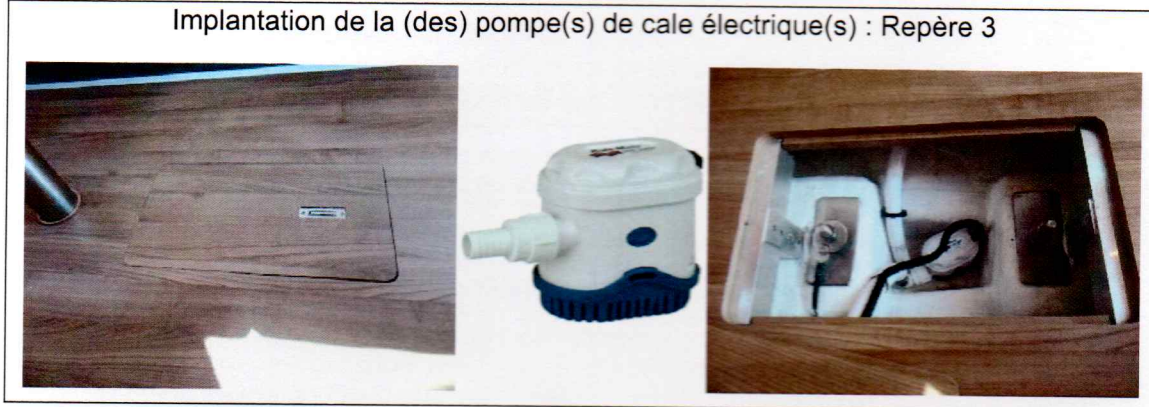 Implantation de la (des) pompe(s) de cale électrique(s) : Repère 3